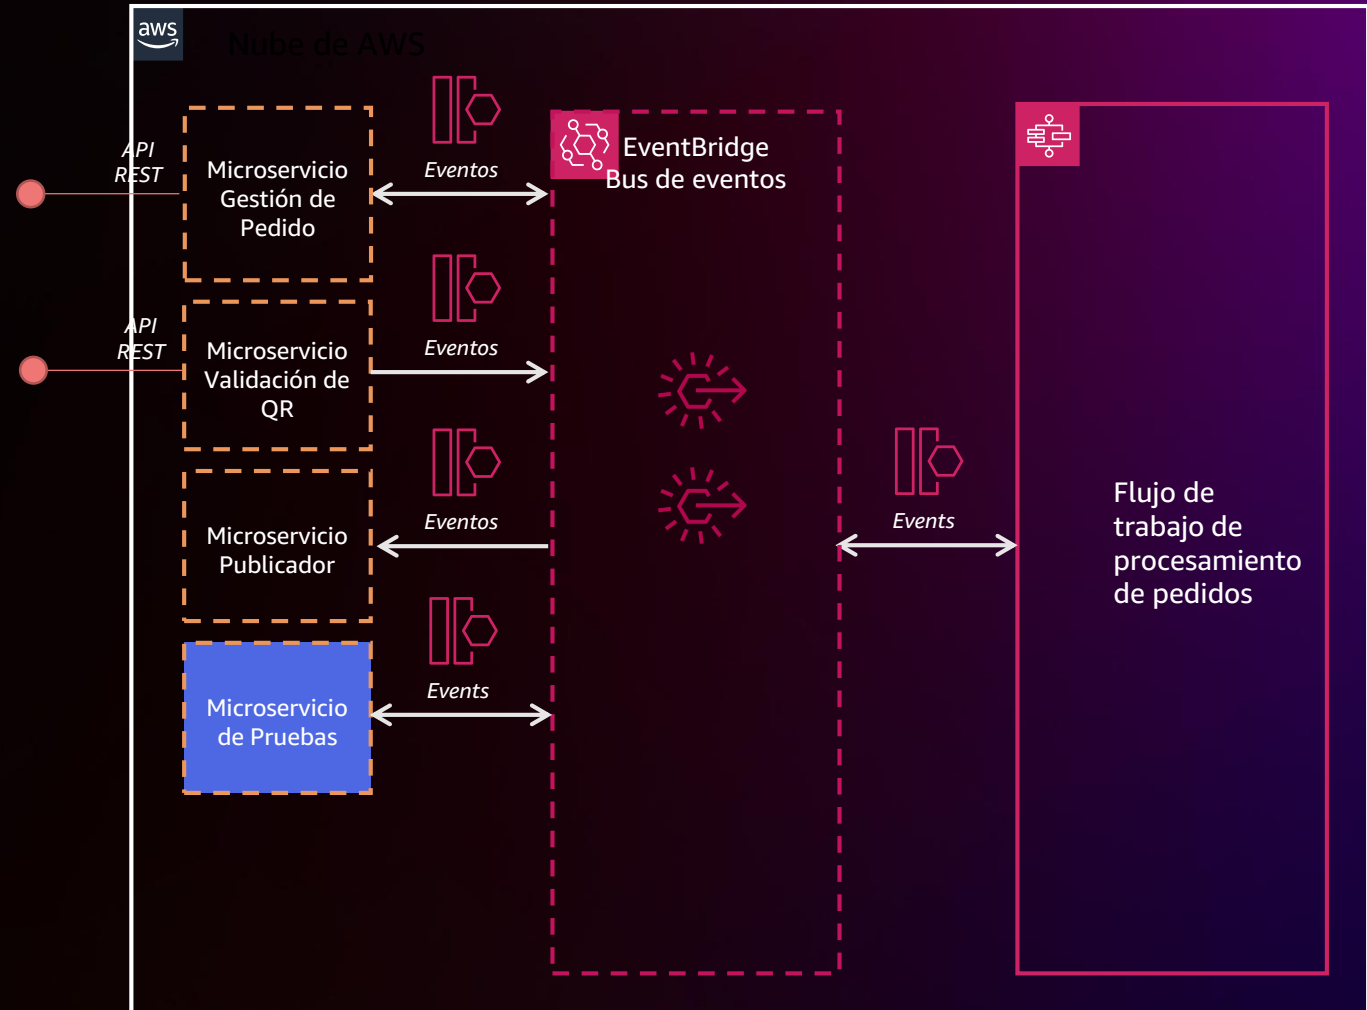 aws
Nube de AWS
API
REST
Microservicio
Gestión de
Pedido
Eventos
EventBridge
Bus de eventos
API
REST
Microservicio
Validación de
QR
Eventos
Microservicio
Publicador
Eventos
Events
Flujo de
trabajo de
procesamiento
de pedidos
Microservicio
de Pruebas
Events